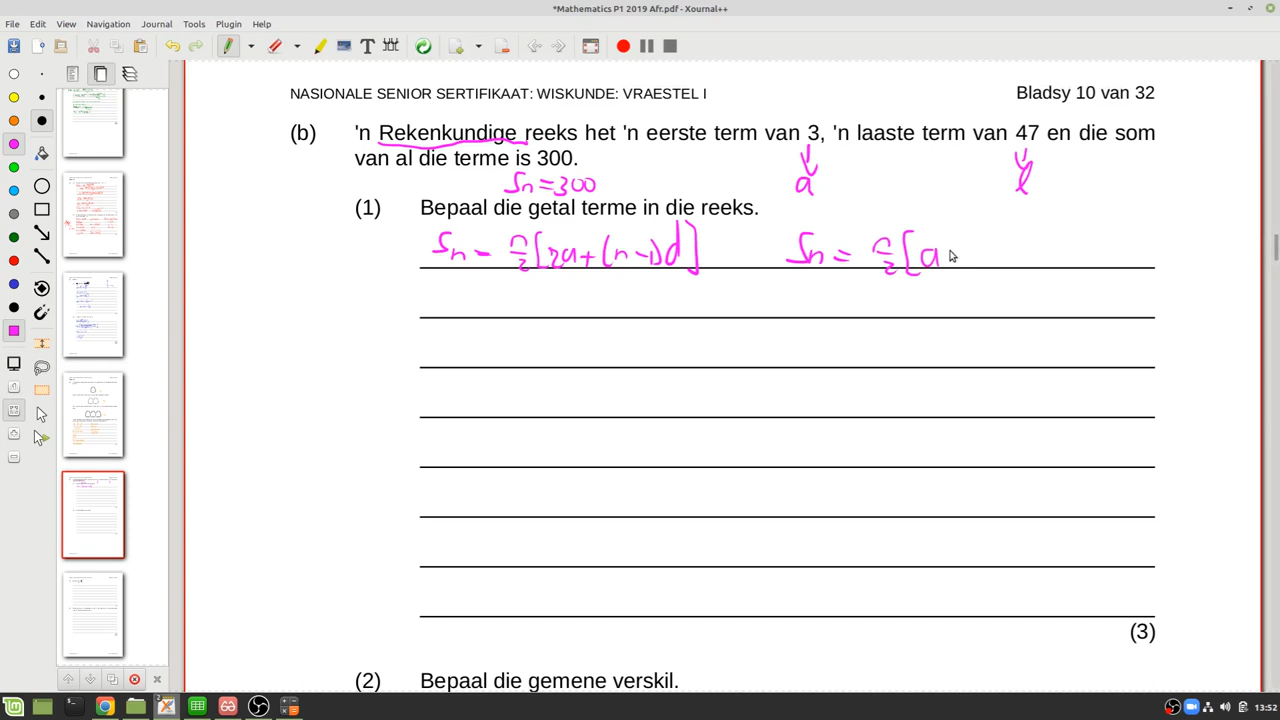 *Mathematics P1 2019 Afr.pdf - Xournal++
File Edit View Navigation Journal Tools Plugin Help
NASIONALE SENIOR SERTIFIKAAT: WISKUNDE: VRAESTEL I Bladsy 10 van 32
(b) 'n Rekenkundige reeks het 'n eerste term van 3, 'n laaste term van 47 en die som
van al die terme is 300.
Sn = 300 a l
(1) Bepaal die getal terme in die reeks.
Sn = n/2[2a+(n-1)d] Sn = n/2[a
(3)
(2) Bepaal die gemene verskil.
13:52